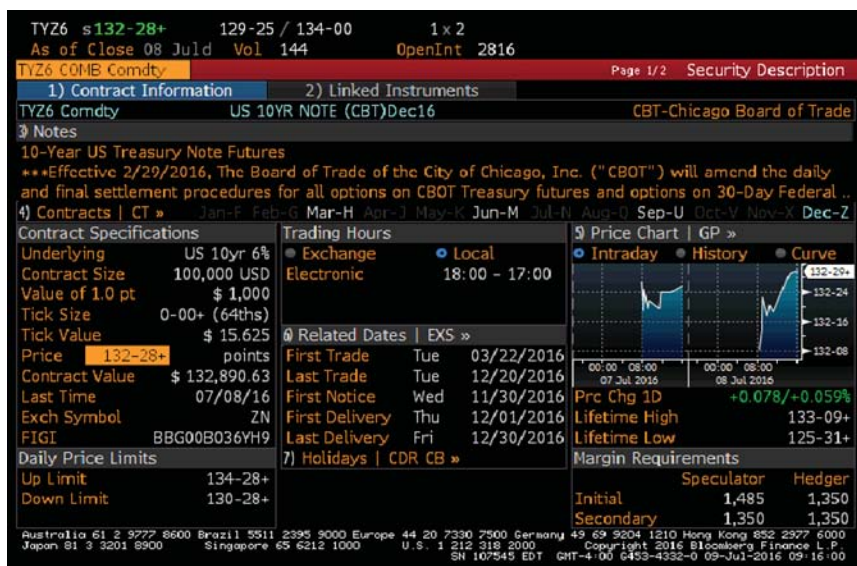 TYZ6 s132-28+ 129-25 / 134-00 1 x 2
As of Close 08 Juld Vol 144 OpenInt 2816
TYZ6 COMB Comdty Page 1/2 Security Description
1) Contract Information 2) Linked Instruments
TYZ6 Comdty US 10YR NOTE (CBT)Dec16 CBT-Chicago Board of Trade
3) Notes
10-Year US Treasury Note Futures
***Effective 2/29/2016, The Board of Trade of the City of Chicago, Inc. ("CBOT") will amend the daily
and final settlement procedures for all options on CBOT Treasury futures and options on 30-Day Federal ..
4) Contracts | CT » Jan-F Feb-G Mar-H Apr-J May-K Jun-M Jul-N Aug-Q Sep-U Oct-V Nov-X Dec-Z
Contract Specifications
Underlying US 10yr 6%
Contract Size 100,000 USD
Value of 1.0 pt $ 1,000
Tick Size 0-00+ (64ths)
Tick Value $ 15.625
Price 132-28+ points
Contract Value $ 132,890.63
Last Time 07/08/16
Exch Symbol ZN
FIGI BBG00B036YH9
Daily Price Limits
Up Limit 134-28+
Down Limit 130-28+
Trading Hours
Exchange Local
Electronic 18:00 - 17:00
6) Related Dates | EXS »
First Trade Tue 03/22/2016
Last Trade Tue 12/20/2016
First Notice Wed 11/30/2016
First Delivery Thu 12/01/2016
Last Delivery Fri 12/30/2016
7) Holidays | CDR CB »
5) Price Chart | GP »
Intraday History Curve
132-29+
132-24
132-16
132-08
00:00 08:00 00:00 08:00
07 Jul 2016 08 Jul 2016
Prc Chg 1D +0.078/+0.059%
Lifetime High 133-09+
Lifetime Low 125-31+
Margin Requirements
Speculator Hedger
Initial 1,485 1,350
Secondary 1,350 1,350
Australia 61 2 9777 8600 Brazil 5511 2395 9000 Europe 44 20 7330 7500 Germany 49 69 9204 1210 Hong Kong 852 2977 6000
Japan 81 3 3201 8900 Singapore 65 6212 1000 U.S. 1 212 318 2000 Copyright 2016 Bloomberg Finance L.P.
SN 107545 EDT GMT-4:00 G453-4332-0 09-Jul-2016 09:16:00